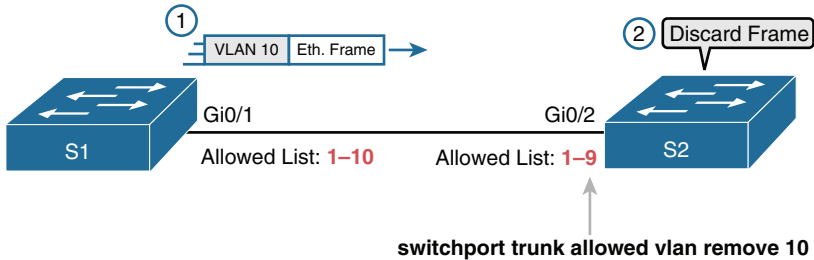 1
VLAN 10 Eth. Frame
2 Discard Frame
Gi0/1 Gi0/2
S1 S2
Allowed List: 1–10 Allowed List: 1–9
switchport trunk allowed vlan remove 10